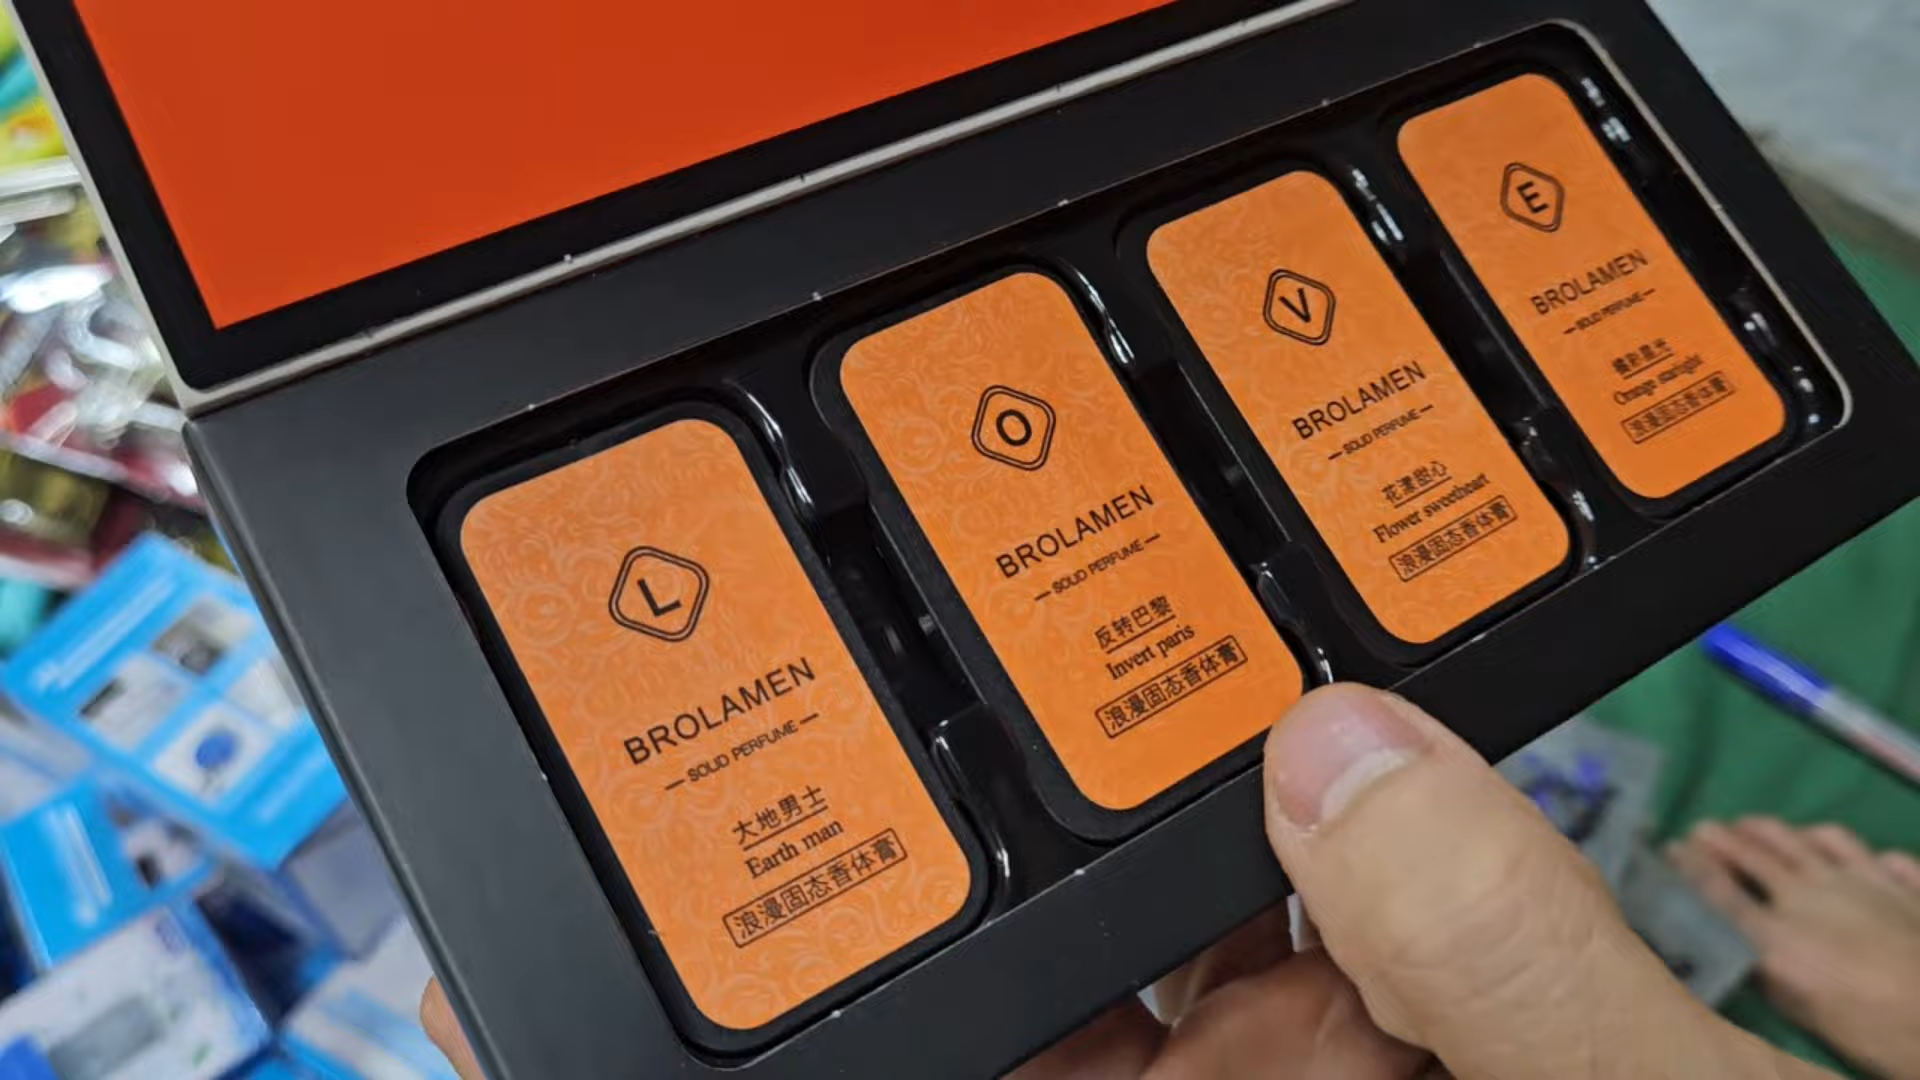 L
BROLAMEN
SOLID PERFUME
大地男士
Earth man
浪漫固态香体膏
O
BROLAMEN
SOLID PERFUME
反转巴黎
Invert paris
浪漫固态香体膏
V
BROLAMEN
SOLID PERFUME
花漾甜心
Flower sweetheart
浪漫固态香体膏
E
BROLAMEN
SOLID PERFUME
Orange starlight
浪漫固态香体膏